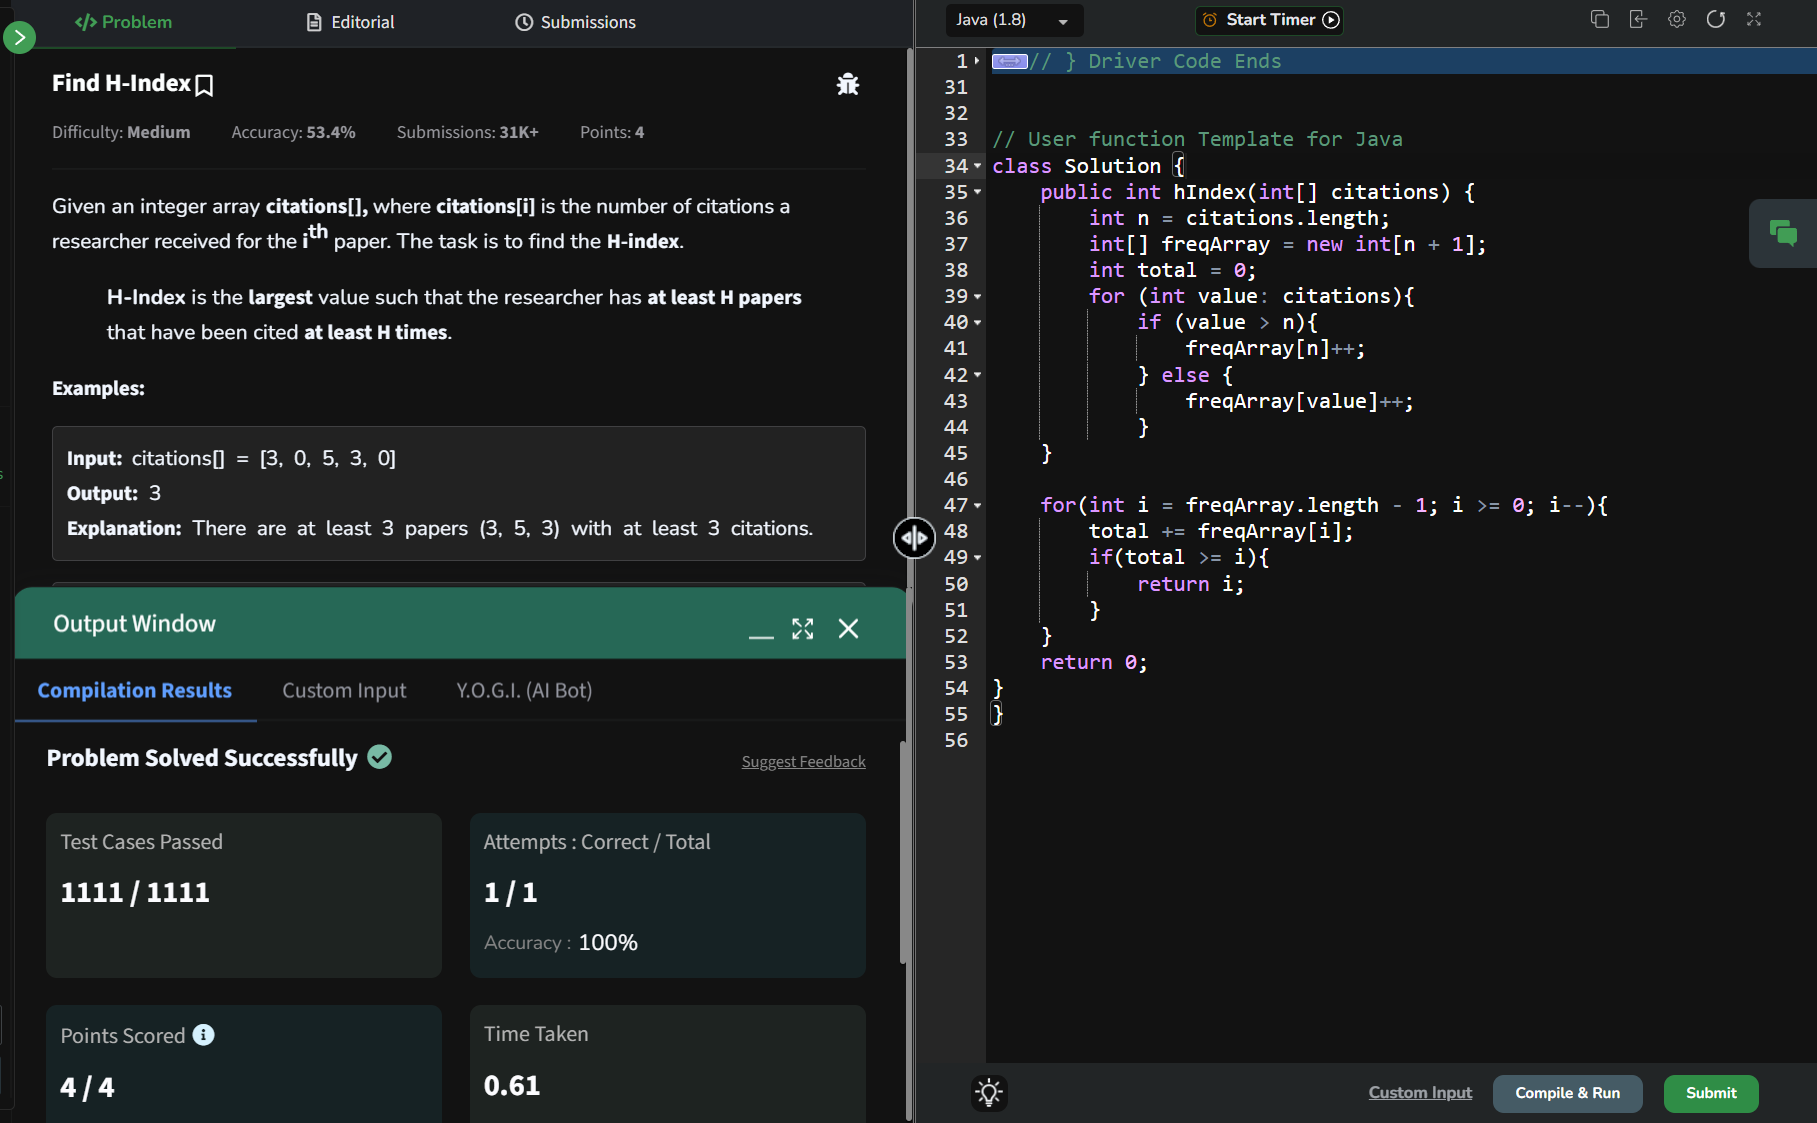 </> Problem
Editorial
Submissions
Find H-Index
Difficulty: Medium Accuracy: 53.4% Submissions: 31K+ Points: 4
Given an integer array citations[], where citations[i] is the number of citations a
researcher received for the ith paper. The task is to find the H-index.
H-Index is the largest value such that the researcher has at least H papers
that have been cited at least H times.
Examples:
Input: citations[] = [3, 0, 5, 3, 0]
Output: 3
Explanation: There are at least 3 papers (3, 5, 3) with at least 3 citations.
Output Window
Compilation Results
Custom Input
Y.O.G.I. (AI Bot)
Problem Solved Successfully
Suggest Feedback
Test Cases Passed
1111 / 1111
Attempts : Correct / Total
1 / 1
Accuracy : 100%
Points Scored
4 / 4
Time Taken
0.61
Java (1.8)
Start Timer
1 // } Driver Code Ends
31
32
33 // User function Template for Java
34 class Solution {
35     public int hIndex(int[] citations) {
36         int n = citations.length;
37         int[] freqArray = new int[n + 1];
38         int total = 0;
39         for (int value: citations){
40             if (value > n){
41                 freqArray[n]++;
42             } else {
43                 freqArray[value]++;
44             }
45     }
46
47     for(int i = freqArray.length - 1; i >= 0; i--){
48         total += freqArray[i];
49         if(total >= i){
50             return i;
51         }
52     }
53     return 0;
54 }
55 }
56
Custom Input
Compile & Run
Submit